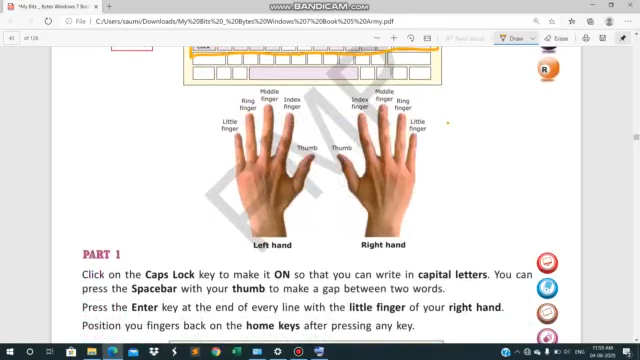 WWW.BANDICAM.COM
*My Bits _ Bytes Windows 7 Book
C:/Users/saumi/Downloads/My%20Bits%20_%20Bytes%20Windows%207%20Book%205%20Army.pdf
41 of 128
Read aloud
Draw
Erase
R
Lock
Middle finger
Ring finger
Index finger
Little finger
Thumb
Index finger
Middle finger
Ring finger
Little finger
Thumb
Left hand
Right hand
PART 1
Click on the Caps Lock key to make it ON so that you can write in capital letters. You can
press the Spacebar with your thumb to make a gap between two words.
Press the Enter key at the end of every line with the little finger of your right hand.
Position you fingers back on the home keys after pressing any key.
ENG
11:59 AM
04-08-2020